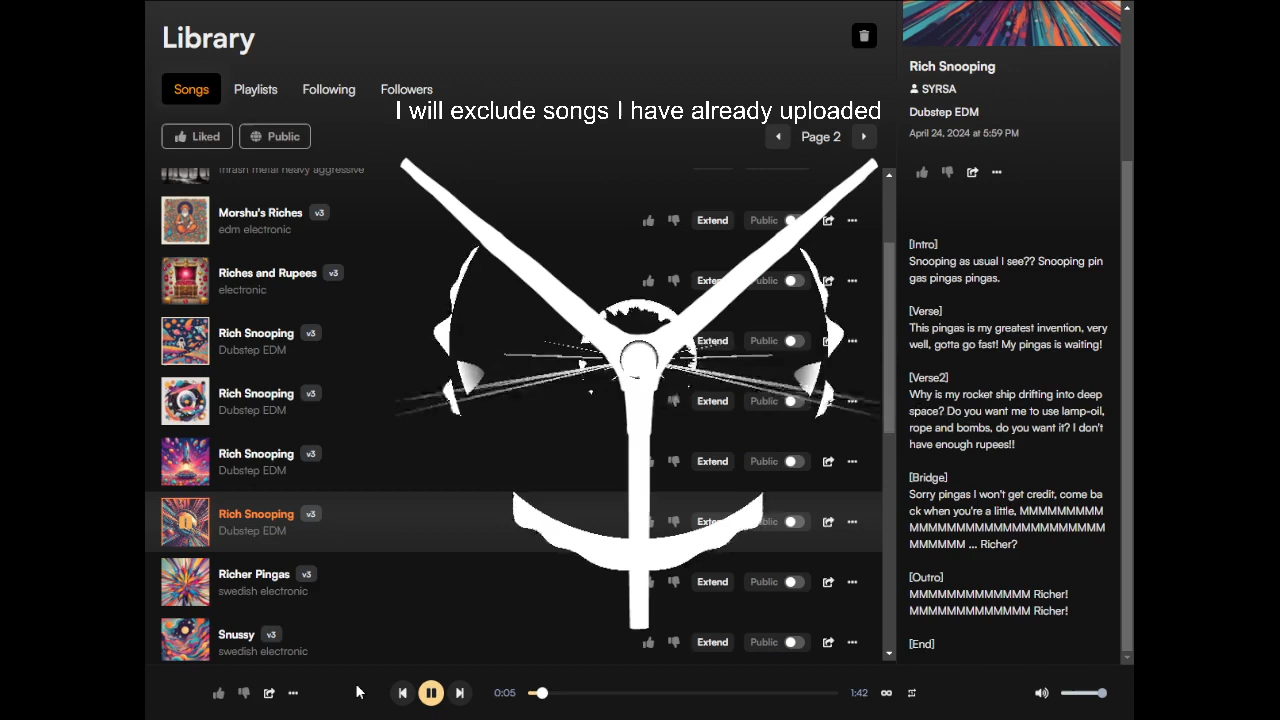 Library
Songs
Playlists
Following
Followers
I will exclude songs I have already uploaded
Liked
Public
Page 2
thrash metal heavy aggressive
Morshu's Riches v3
edm electronic
Extend
Public
Riches and Rupees v3
electronic
Extend
Public
Rich Snooping v3
Dubstep EDM
Extend
Public
Rich Snooping v3
Dubstep EDM
Extend
Public
Rich Snooping v3
Dubstep EDM
Extend
Public
Rich Snooping v3
Dubstep EDM
Extend
Public
Richer Pingas v3
swedish electronic
Extend
Public
Snussy v3
swedish electronic
Extend
Public
Rich Snooping
SYRSA
Dubstep EDM
April 24, 2024 at 5:59 PM
[Intro]
Snooping as usual I see?? Snooping pin
gas pingas pingas.
[Verse]
This pingas is my greatest invention, very
well, gotta go fast! My pingas is waiting!
[Verse2]
Why is my rocket ship drifting into deep
space? Do you want me to use lamp-oil,
rope and bombs, do you want it? I don't
have enough rupees!!
[Bridge]
Sorry pingas I won't get credit, come ba
ck when you're a little, MMMMMMMMM
MMMMMMMMMMMMMMMMMMMMM
MMMMMM ... Richer?
[Outro]
MMMMMMMMMMMMM Richer!
MMMMMMMMMMMMM Richer!
[End]
0:05
1:42